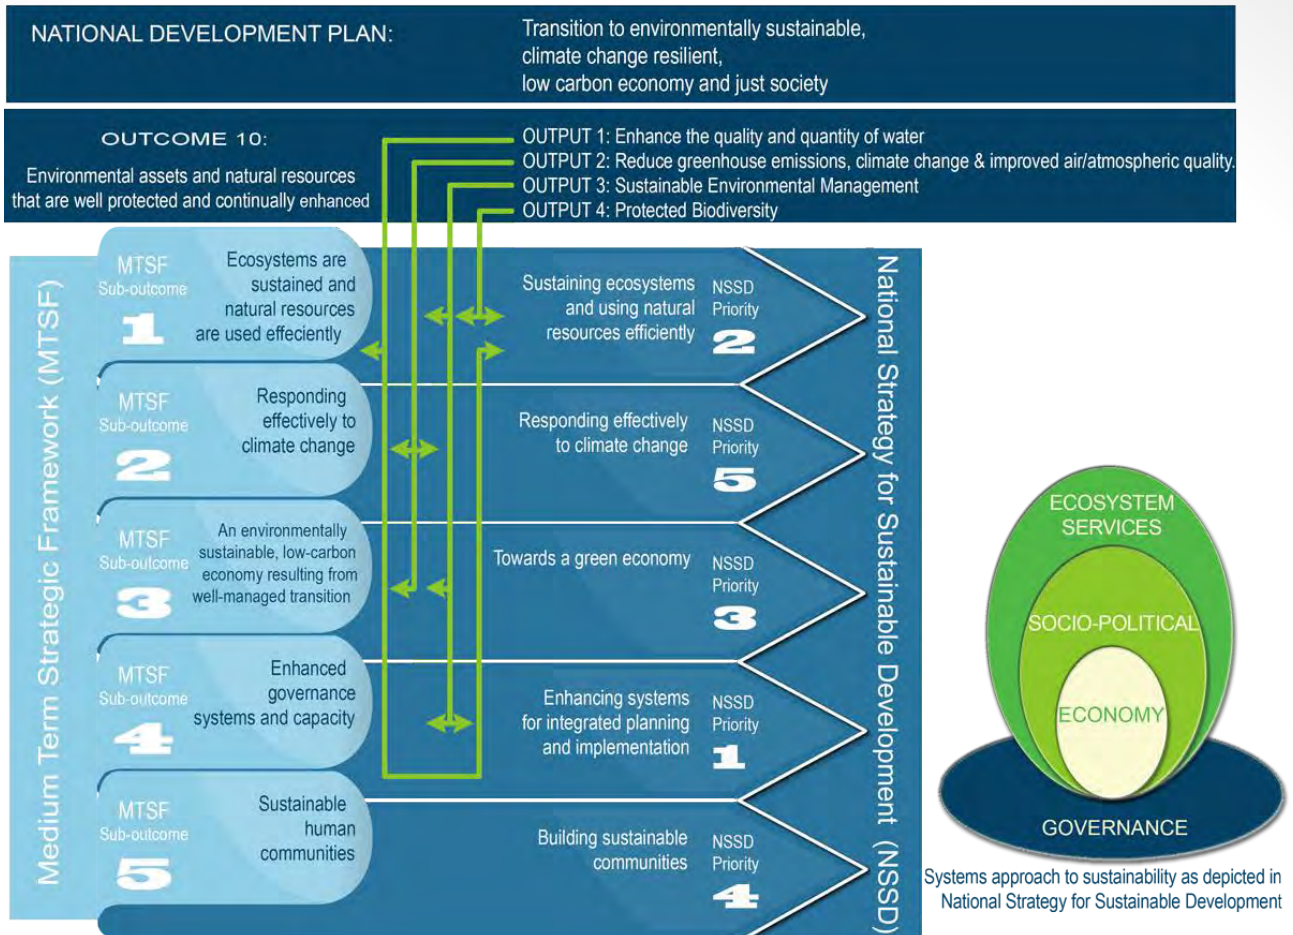 NATIONAL DEVELOPMENT PLAN:
Transition to environmentally sustainable,
climate change resilient,
low carbon economy and just society
OUTCOME 10:
Environmental assets and natural resources
that are well protected and continually enhanced
OUTPUT 1: Enhance the quality and quantity of water
OUTPUT 2: Reduce greenhouse emissions, climate change & improved air/atmospheric quality.
OUTPUT 3: Sustainable Environmental Management
OUTPUT 4: Protected Biodiversity
Medium Term Strategic Framework (MTSF)
MTSF
Sub-outcome
1
Ecosystems are
sustained and
natural resources
are used effeciently
Sustaining ecosystems
and using natural
resources efficiently
NSSD
Priority
2
MTSF
Sub-outcome
2
Responding
effectively to
climate change
Responding effectively
to climate change
NSSD
Priority
5
MTSF
Sub-outcome
3
An environmentally
sustainable, low-carbon
economy resulting from
well-managed transition
Towards a green economy
NSSD
Priority
3
MTSF
Sub-outcome
4
Enhanced
governance
systems and capacity
Enhancing systems
for integrated planning
and implementation
NSSD
Priority
1
MTSF
Sub-outcome
5
Sustainable
human
communities
Building sustainable
communities
NSSD
Priority
4
National Strategy for Sustainable Development (NSSD)
ECOSYSTEM
SERVICES
SOCIO-POLITICAL
ECONOMY
GOVERNANCE
Systems approach to sustainability as depicted in
National Strategy for Sustainable Development